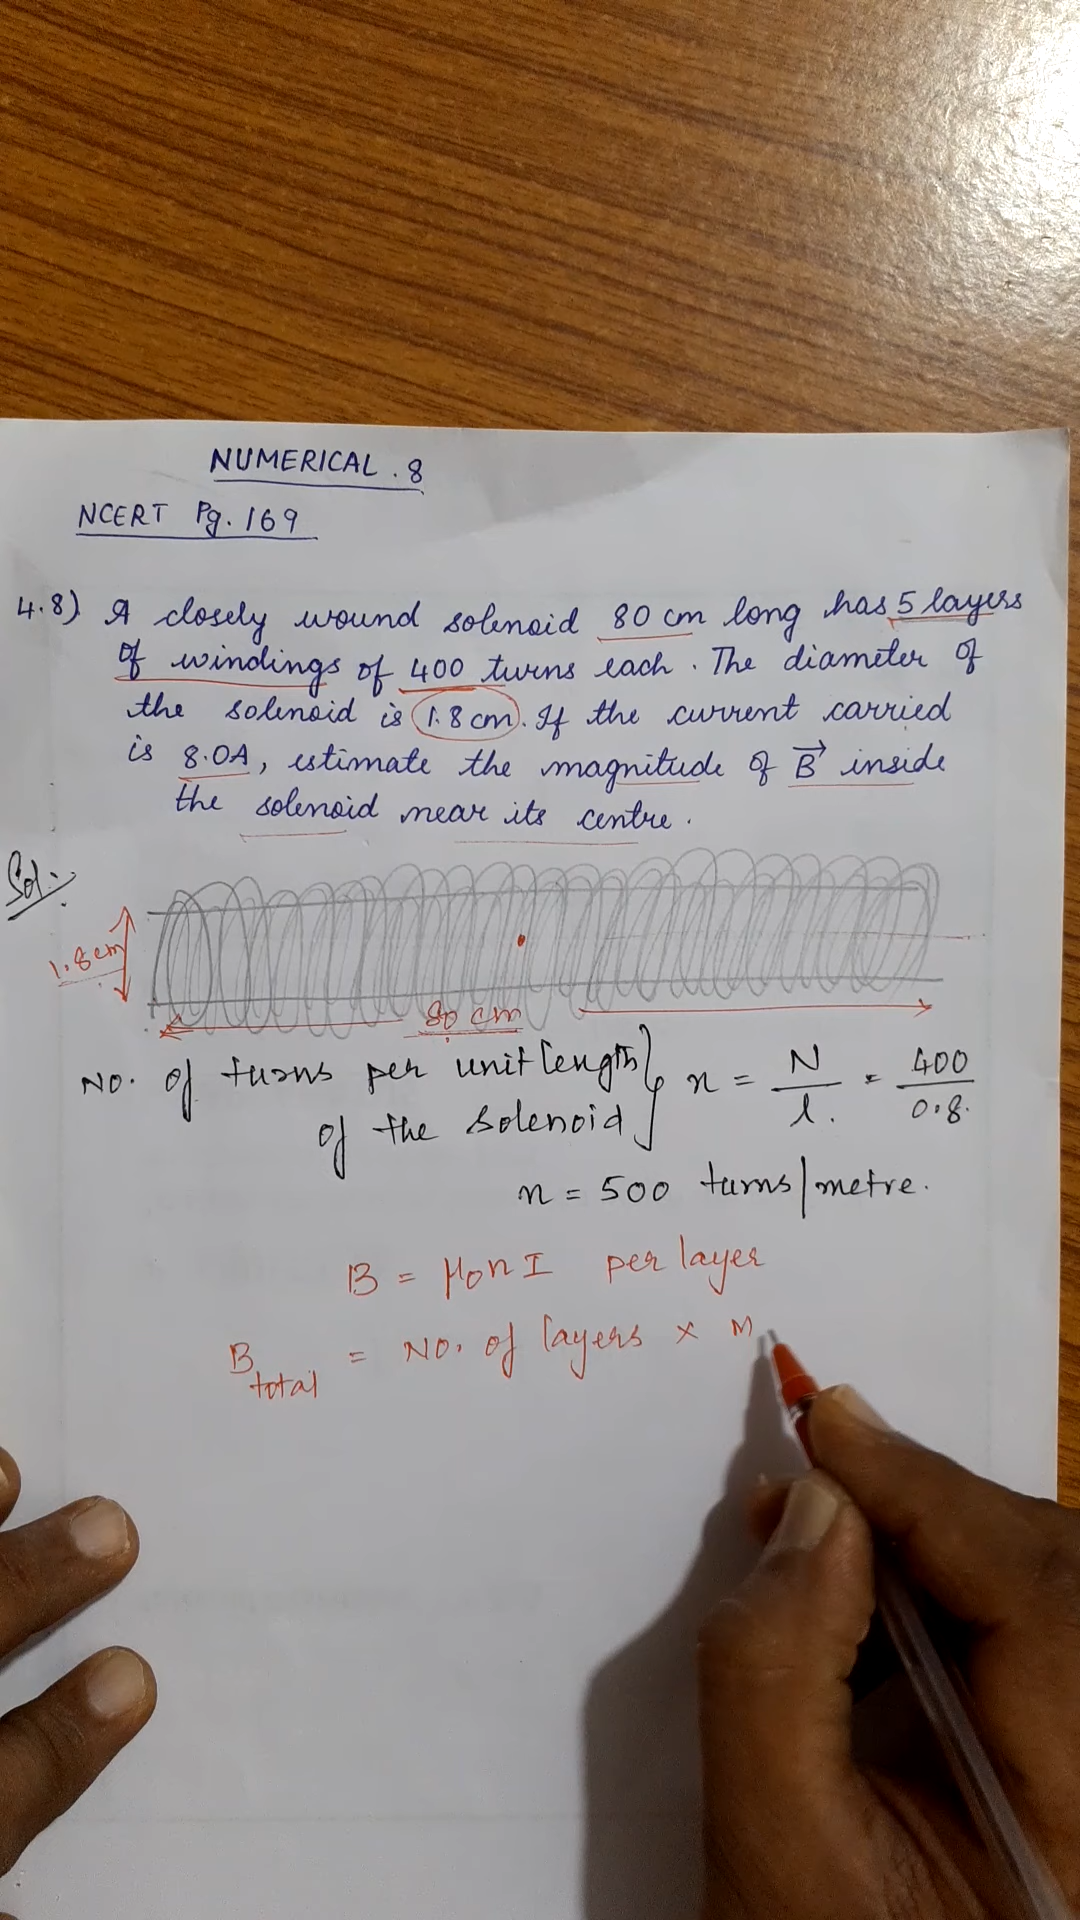 NUMERICAL.8
NCERT Pg.169
4.8) A closely wound solenoid 80 cm long has 5 layers
of windings of 400 turns each. The diameter of
the solenoid is 1.8cm. If the current carried
is 8.0A, estimate the magnitude of B⃗ inside
the solenoid near its centre.
Sol:-
1.8cm
80 cm
No. of turns per unit length
of the solenoid } n = N/l. = 400/0.8.
n = 500 turns/metre.
B = μ0nI per layer
Btotal = No. of layers × M